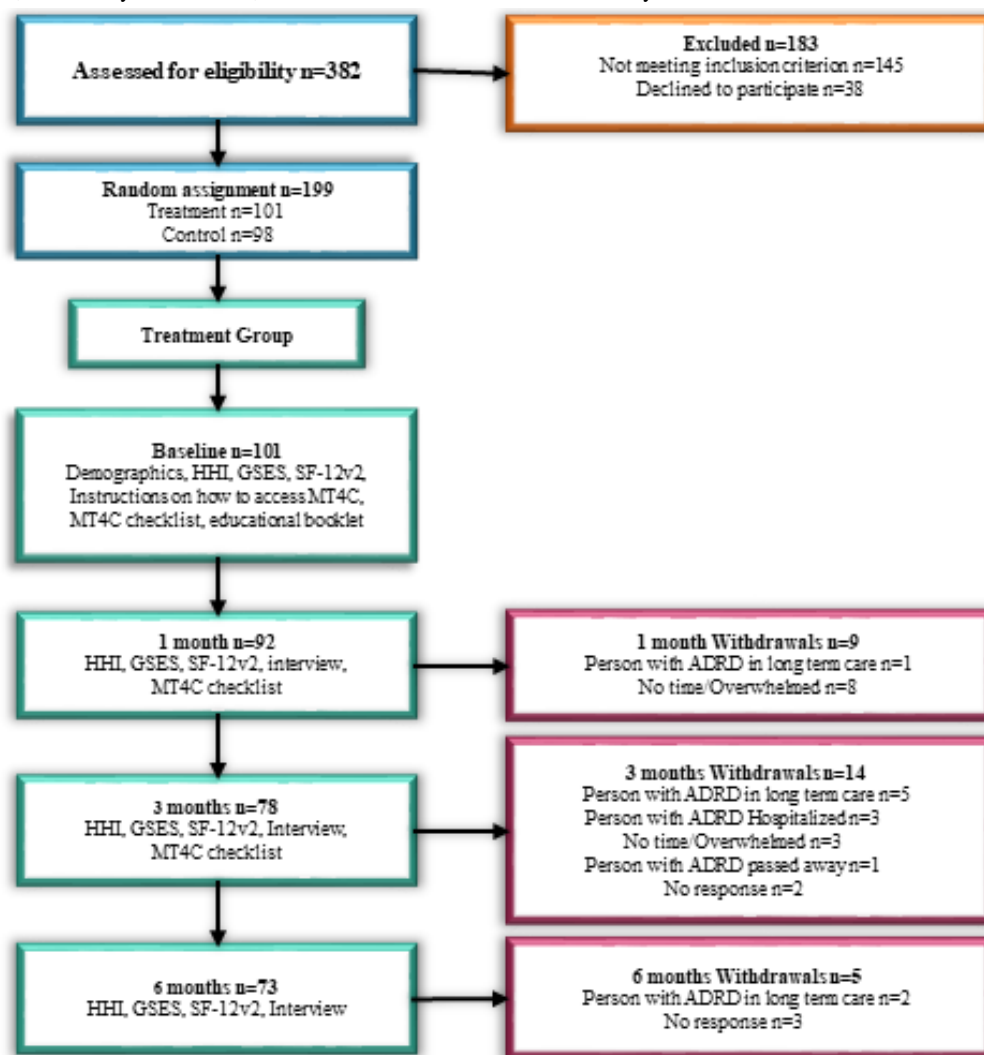 Assessed for eligibility n=382
Excluded n=183
Not meeting inclusion criterion n=145
Declined to participate n=38
Random assignment n=199
Treatment n=101
Control n=98
Treatment Group
Baseline n=101
Demographics, HHI, GSES, SF-12v2,
Instructions on how to access MT4C,
MT4C checklist, educational booklet
1 month n=92
HHI, GSES, SF-12v2, interview,
MT4C checklist
1 month Withdrawals n=9
Person with ADRD in long term care n=1
No time/Overwhelmed n=8
3 months n=78
HHI, GSES, SF-12v2, Interview,
MT4C checklist
3 months Withdrawals n=14
Person with ADRD in long term care n=5
Person with ADRD Hospitalized n=3
No time/Overwhelmed n=3
Person with ADRD passed away n=1
No response n=2
6 months n=73
HHI, GSES, SF-12v2, Interview
6 months Withdrawals n=5
Person with ADRD in long term care n=2
No response n=3